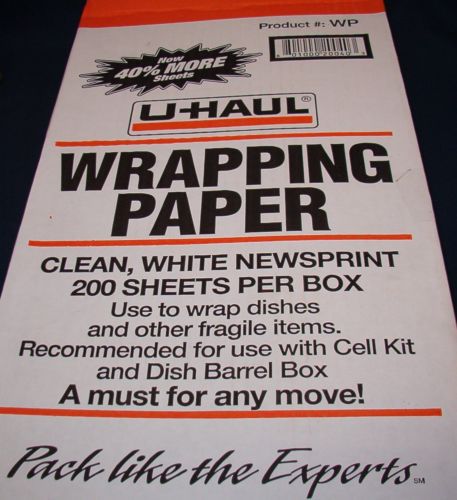 Product #: WP
Now
40% MORE
Sheets
U-HAUL®
WRAPPING
PAPER
CLEAN, WHITE NEWSPRINT
200 SHEETS PER BOX
Use to wrap dishes
and other fragile items.
Recommended for use with Cell Kit
and Dish Barrel Box
A must for any move!
Pack like the Experts SM